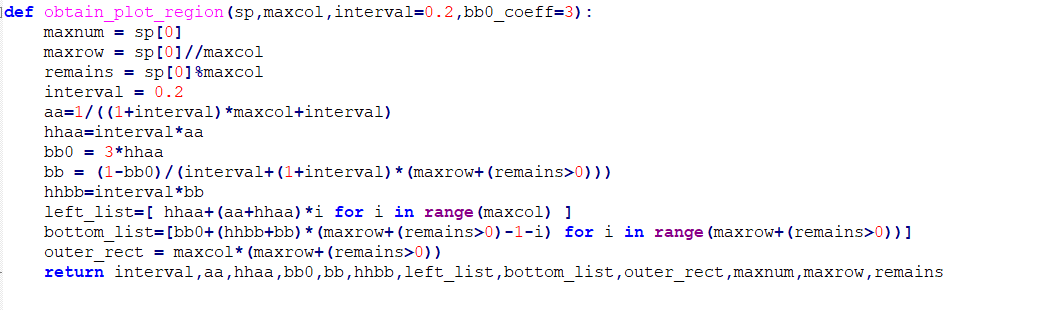 def obtain_plot_region(sp,maxcol,interval=0.2,bb0_coeff=3):
    maxnum = sp[0]
    maxrow = sp[0]//maxcol
    remains = sp[0]%maxcol
    interval = 0.2
    aa=1/((1+interval)*maxcol+interval)
    hhaa=interval*aa
    bb0 = 3*hhaa
    bb = (1-bb0)/(interval+(1+interval)*(maxrow+(remains>0)))
    hhbb=interval*bb
    left_list=[ hhaa+(aa+hhaa)*i for i in range(maxcol) ]
    bottom_list=[bb0+(hhbb+bb)*(maxrow+(remains>0)-1-i) for i in range(maxrow+(remains>0))]
    outer_rect = maxcol*(maxrow+(remains>0))
    return interval,aa,hhaa,bb0,bb,hhbb,left_list,bottom_list,outer_rect,maxnum,maxrow,remains